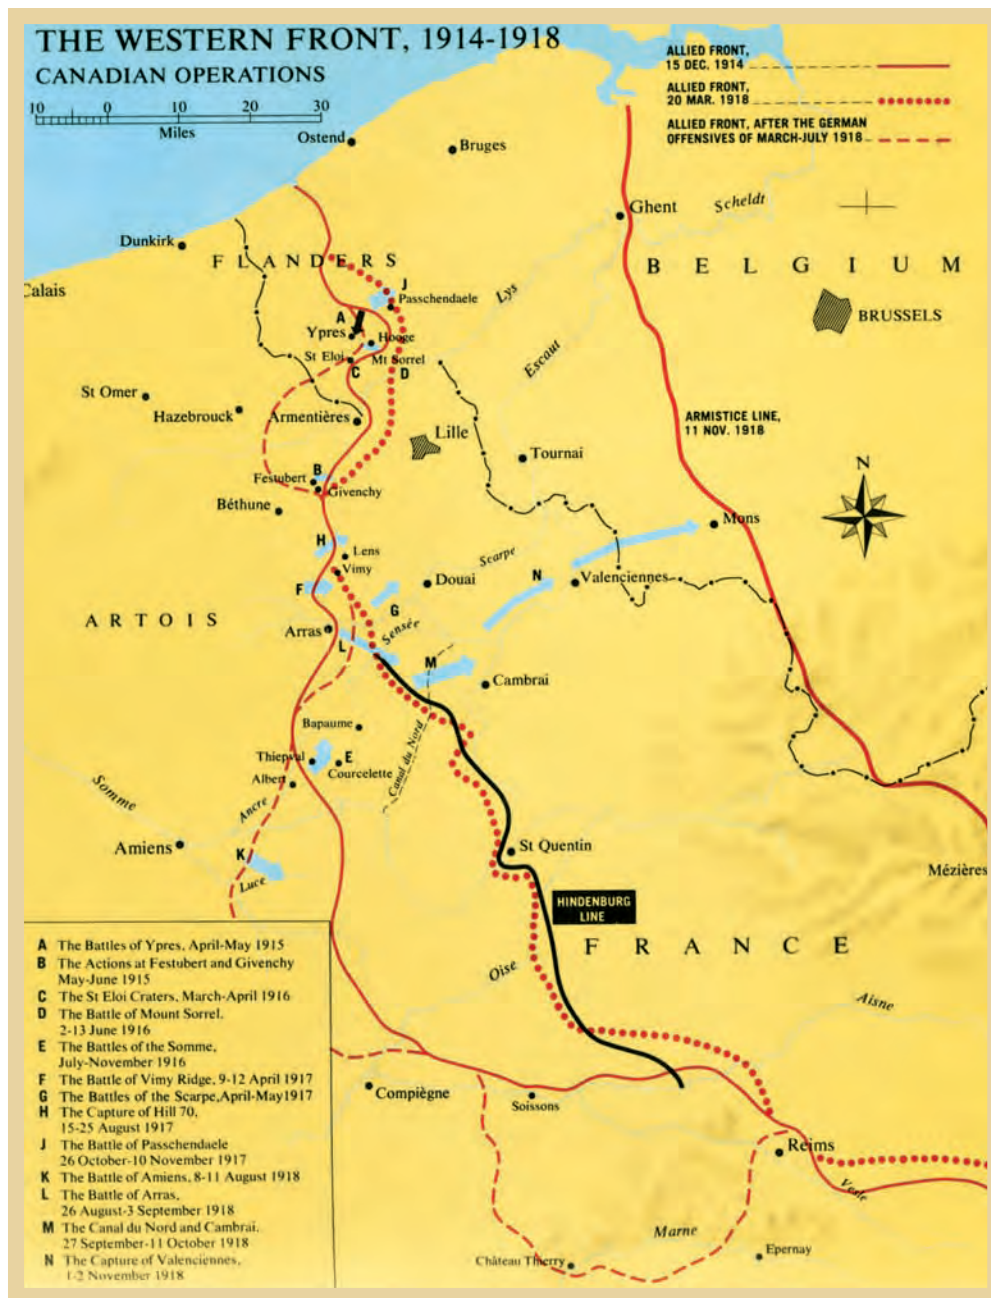 THE WESTERN FRONT, 1914-1918
CANADIAN OPERATIONS
10 0 10 20 30
Miles
ALLIED FRONT,
15 DEC. 1914
ALLIED FRONT,
20 MAR. 1918
ALLIED FRONT, AFTER THE GERMAN
OFFENSIVES OF MARCH-JULY 1918
Ostend
Bruges
Ghent
Scheldt
Dunkirk
FLANDERS
BELGIUM
Calais
J
Passchendaele
Lys
A
Ypres
Hooge
BRUSSELS
St Eloi
Mt Sorrel
C
D
Escaut
St Omer
Hazebrouck
Armentières
ARMISTICE LINE,
11 NOV. 1918
Lille
Tournai
B
Festubert
Givenchy
N
Béthune
Mons
H
Lens
Vimy
Scarpe
F
Douai
N
Valenciennes
G
ARTOIS
Arras
Sensée
L
M
Cambrai
Bapaume
Canal du Nord
Thiepval
E
Courcelette
Albert
Somme
Ancre
Amiens
St Quentin
K
Luce
Mézières
HINDENBURG
LINE
FRANCE
Oise
Aisne
Compiègne
Soissons
Reims
Vesle
Marne
Château Thierry
Epernay
A The Battles of Ypres, April-May 1915
B The Actions at Festubert and Givenchy
May-June 1915
C The St Eloi Craters, March-April 1916
D The Battle of Mount Sorrel,
2-13 June 1916
E The Battles of the Somme,
July-November 1916
F The Battle of Vimy Ridge, 9-12 April 1917
G The Battles of the Scarpe, April-May 1917
H The Capture of Hill 70,
15-25 August 1917
J The Battle of Passchendaele
26 October-10 November 1917
K The Battle of Amiens, 8-11 August 1918
L The Battle of Arras,
26 August-3 September 1918
M The Canal du Nord and Cambrai,
27 September-11 October 1918
N The Capture of Valenciennes,
1-2 November 1918